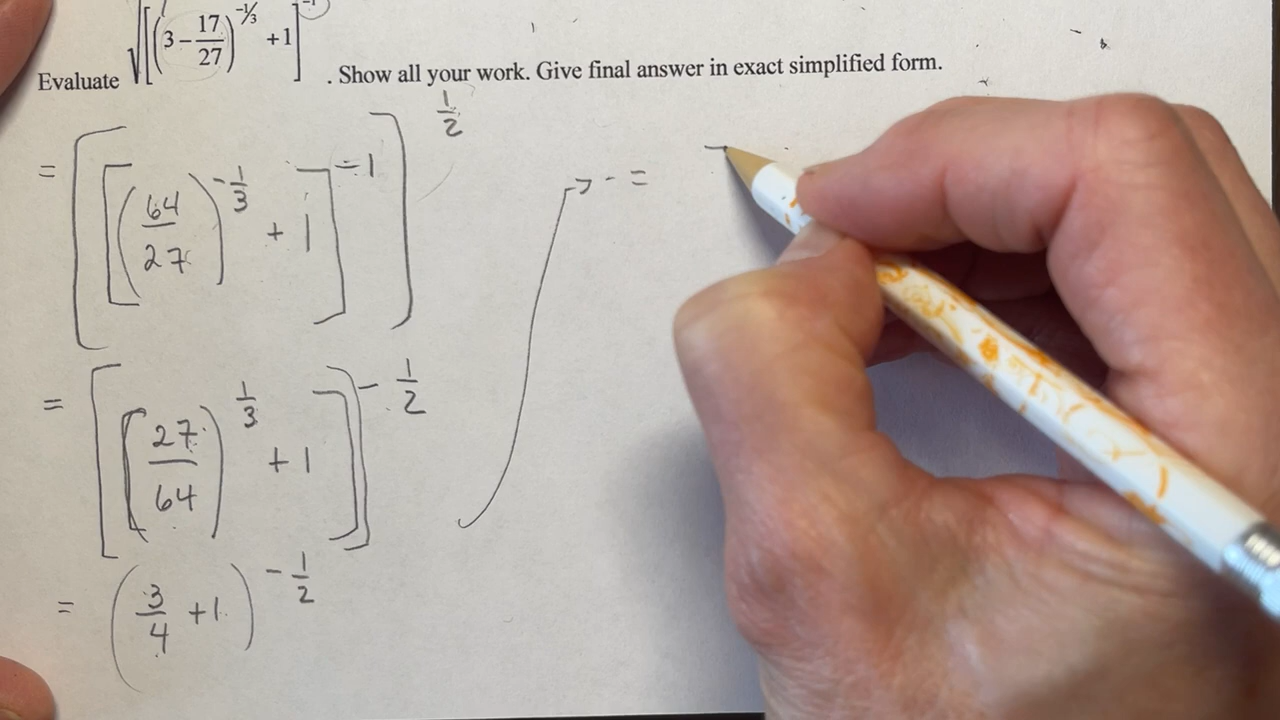 Evaluate √[(3 − 17/27)^(−1/3) + 1]^(−1) . Show all your work. Give final answer in exact simplified form.
= [[(64/27)^(−1/3) + 1]^(−1)]^(1/2)
= [[(27/64)^(1/3) + 1]]^(−1/2)
= (3/4 + 1)^(−1/2)
=